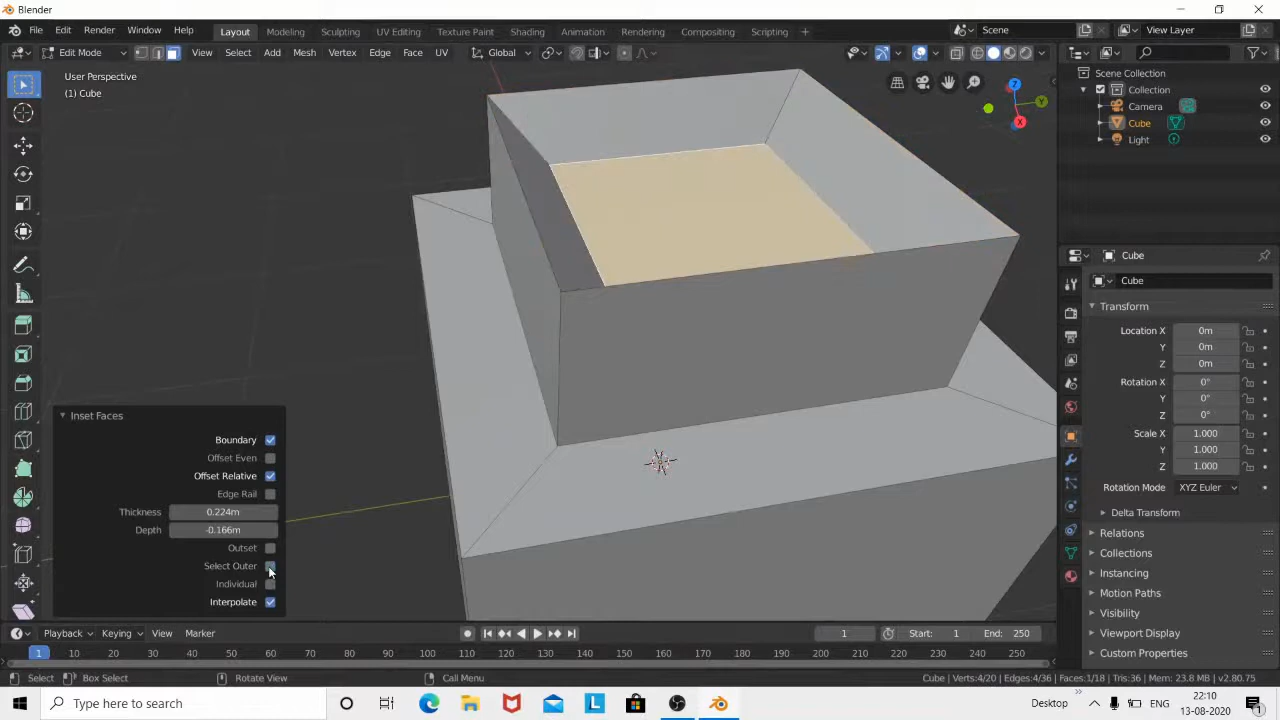 Blender
File Edit Render Window Help
Layout Modeling Sculpting UV Editing Texture Paint Shading Animation Rendering Compositing Scripting +
Scene
View Layer
Edit Mode View Select Add Mesh Vertex Edge Face UV
Global
User Perspective
(1) Cube
Z
Y
X
Scene Collection
Collection
Camera
Cube
Light
Inset Faces
Boundary
Offset Even
Offset Relative
Edge Rail
Thickness 0.224m
Depth -0.166m
Outset
Select Outer
Individual
Interpolate
Cube
Cube
Transform
Location X 0m
Y 0m
Z 0m
Rotation X 0°
Y 0°
Z 0°
Scale X 1.000
Y 1.000
Z 1.000
Rotation Mode XYZ Euler
Delta Transform
Relations
Collections
Instancing
Motion Paths
Visibility
Viewport Display
Custom Properties
Playback Keying View Marker
1 Start: 1 End: 250
1 10 20 30 40 50 60 70 80 90 100 110 120 130 140 150 160 170 180 190 200 210 220 230 240 250
Select Box Select Rotate View Call Menu
Cube | Verts:4/20 | Edges:4/36 | Faces:1/18 | Tris:36 | Mem: 23.8 MB | v2.80.75
Type here to search
Desktop
ENG
22:10
13-08-2020
1